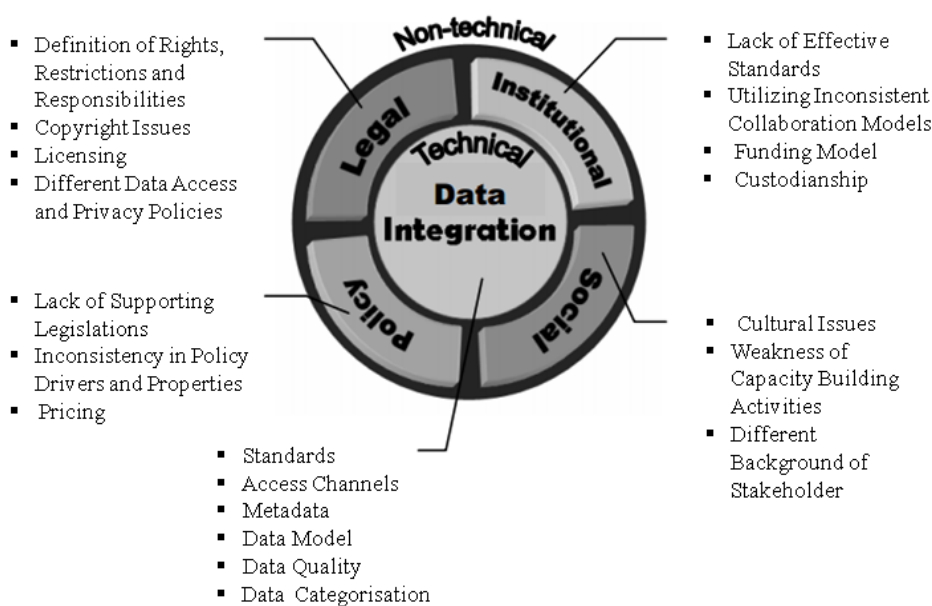 Non-technical
Legal
Institutional
Technical
Data
Integration
Policy
Social
▪ Definition of Rights,
Restrictions and
Responsibilities
▪ Copyright Issues
▪ Licensing
▪ Different Data Access
and Privacy Policies
▪ Lack of Effective
Standards
▪ Utilizing Inconsistent
Collaboration Models
▪ Funding Model
▪ Custodianship
▪ Lack of Supporting
Legislations
▪ Inconsistency in Policy
Drivers and Properties
▪ Pricing
▪ Cultural Issues
▪ Weakness of
Capacity Building
Activities
▪ Different
Background of
Stakeholder
▪ Standards
▪ Access Channels
▪ Metadata
▪ Data Model
▪ Data Quality
▪ Data Categorisation